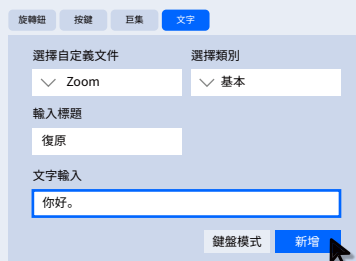 旋轉鈕 按鍵 巨集 文字
選擇自定義文件 選擇類別
Zoom 基本
輸入標題
復原
文字輸入
你好。
鍵盤模式 新增